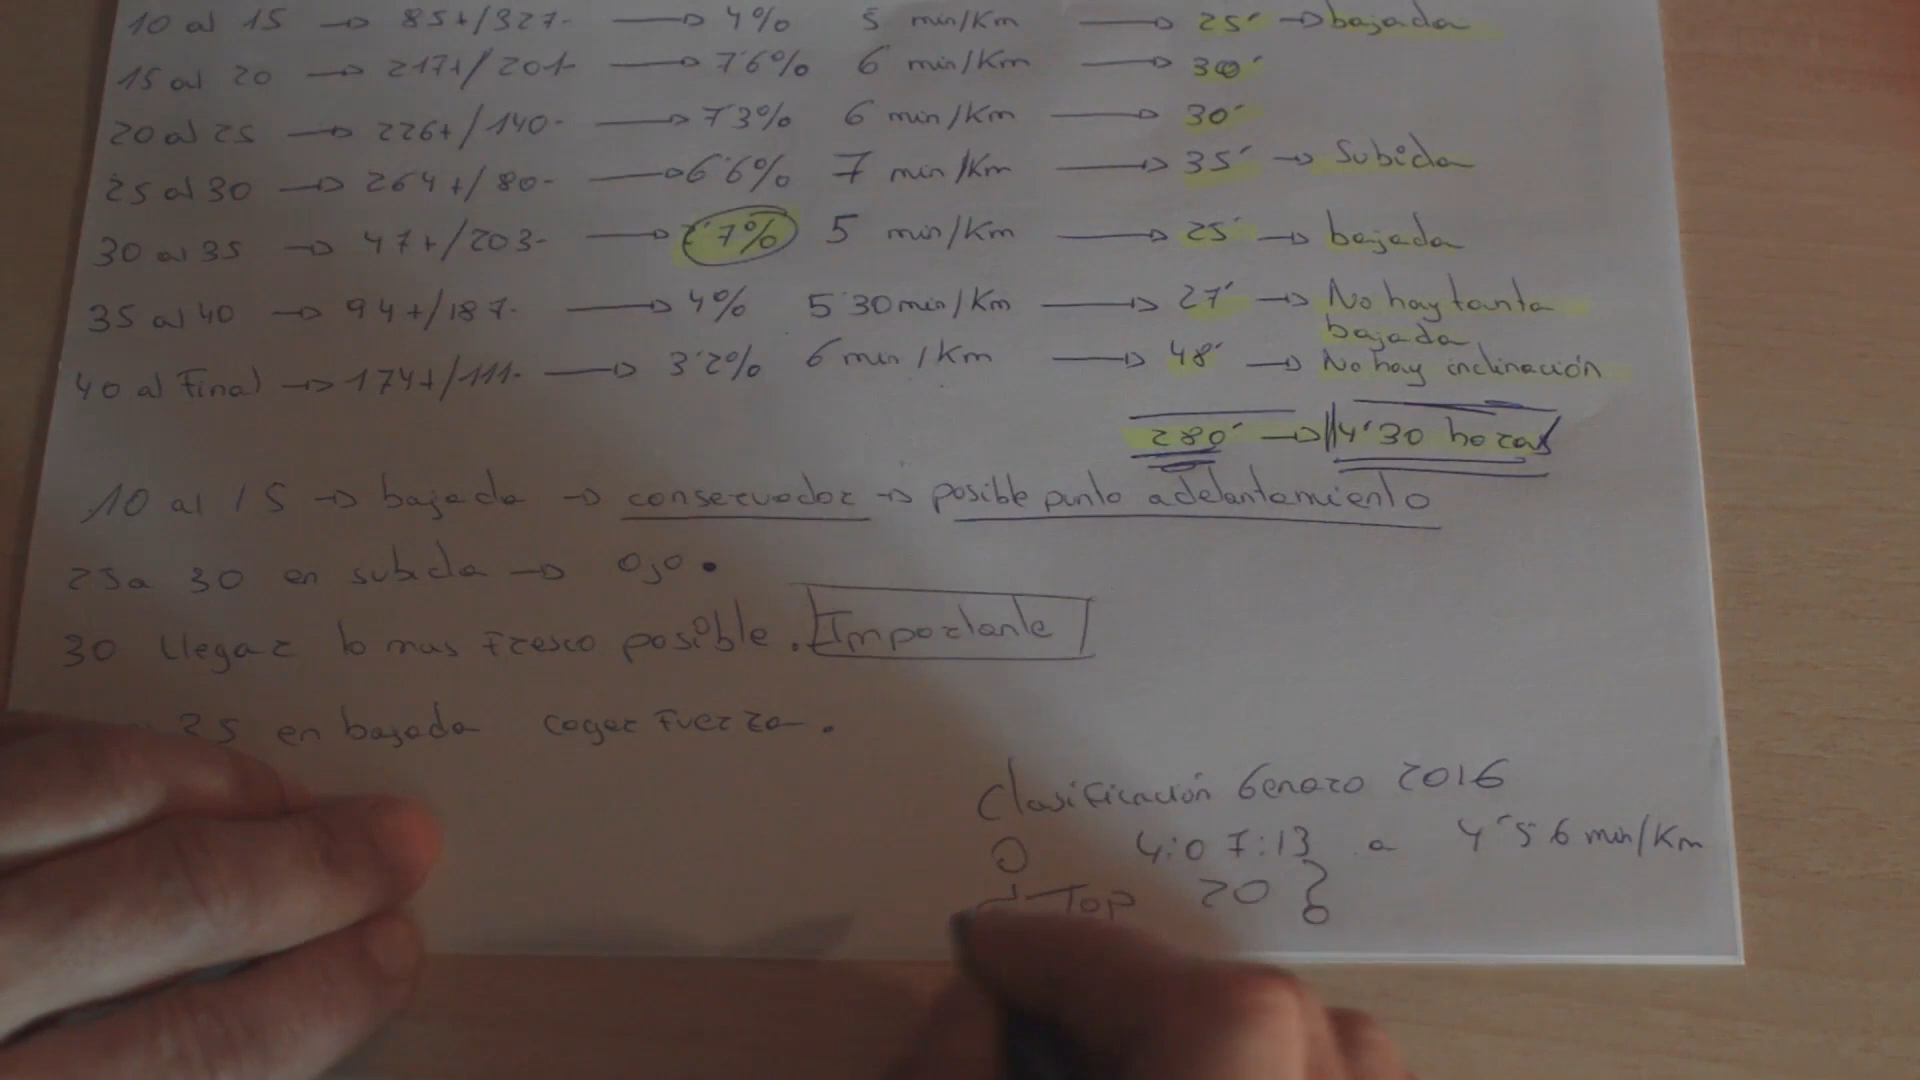 10 al 15 → 85+/327- → 4% 5 min/Km → 25' → bajada
15 al 20 → 217+/201- → 7'6% 6 min/Km → 30'
20 al 25 → 226+/140- → 7'3% 6 min/Km → 30'
25 al 30 → 264+/80- → 6'6% 7 min/Km → 35' → Subida
30 al 35 → 47+/203- → 2'7% 5 min/Km → 25' → bajada
35 al 40 → 94+/187- → 4% 5'30 min/Km → 27' → No hay tanta bajada
40 al Final → 174+/111- → 3'2% 6 min/Km → 48' → No hay inclinación
280' → 4'30 horas
10 al 15 → bajada → conservador → posible punto adelantamiento
25 a 30 en subida → Ojo.
30 llegar lo mas fresco posible. Importante
35 en bajada coger fuerza.
Clasificación Genaro 2016
4:07:13 a 4'56 min/Km
Top 20